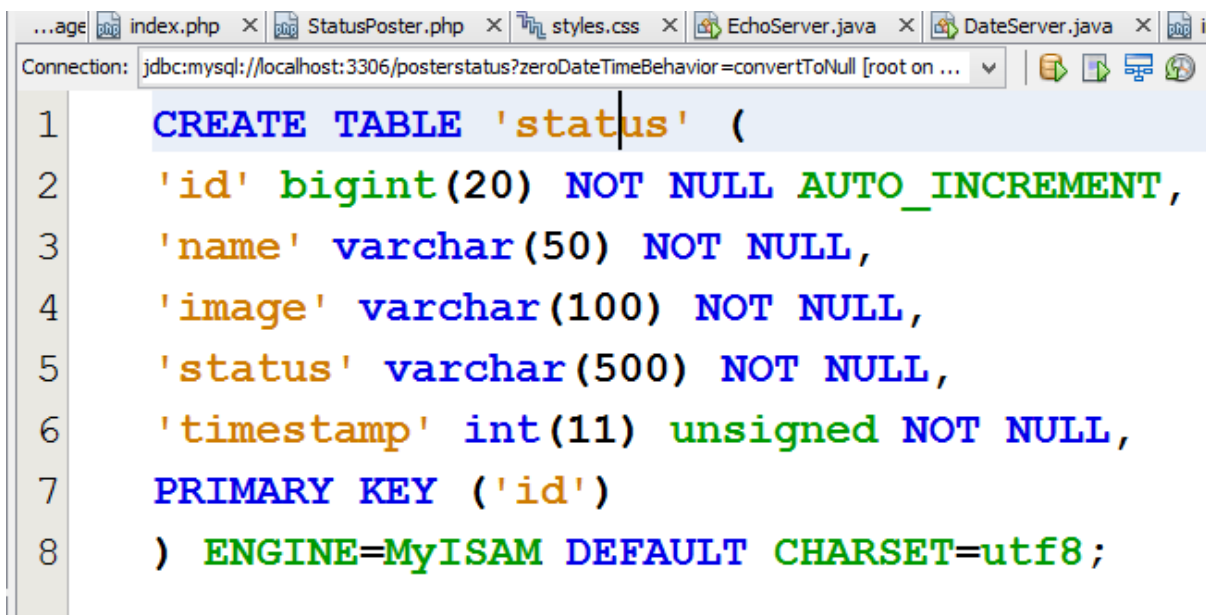 ...age index.php StatusPoster.php styles.css EchoServer.java DateServer.java i
Connection: jdbc:mysql://localhost:3306/posterstatus?zeroDateTimeBehavior=convertToNull [root on ...
1 CREATE TABLE 'status' (
2 'id' bigint(20) NOT NULL AUTO_INCREMENT,
3 'name' varchar(50) NOT NULL,
4 'image' varchar(100) NOT NULL,
5 'status' varchar(500) NOT NULL,
6 'timestamp' int(11) unsigned NOT NULL,
7 PRIMARY KEY ('id')
8 ) ENGINE=MyISAM DEFAULT CHARSET=utf8;